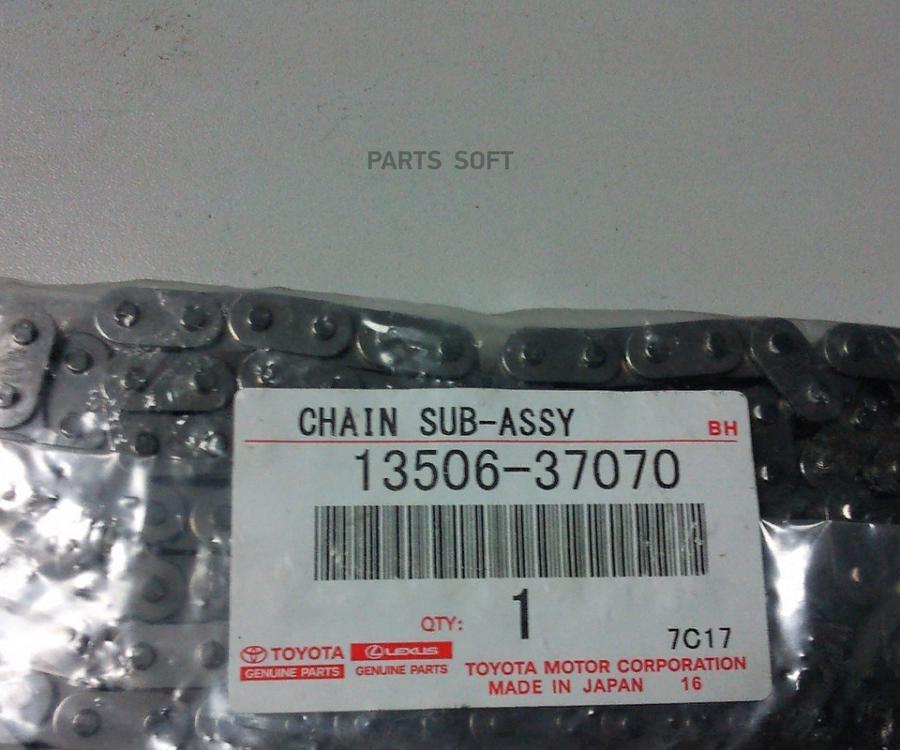 PARTS SOFT
CHAIN SUB-ASSY
BH
13506-37070
QTY: 1
7C17
TOYOTA
GENUINE PARTS
LEXUS
GENUINE PARTS
TOYOTA MOTOR CORPORATION
MADE IN JAPAN 16